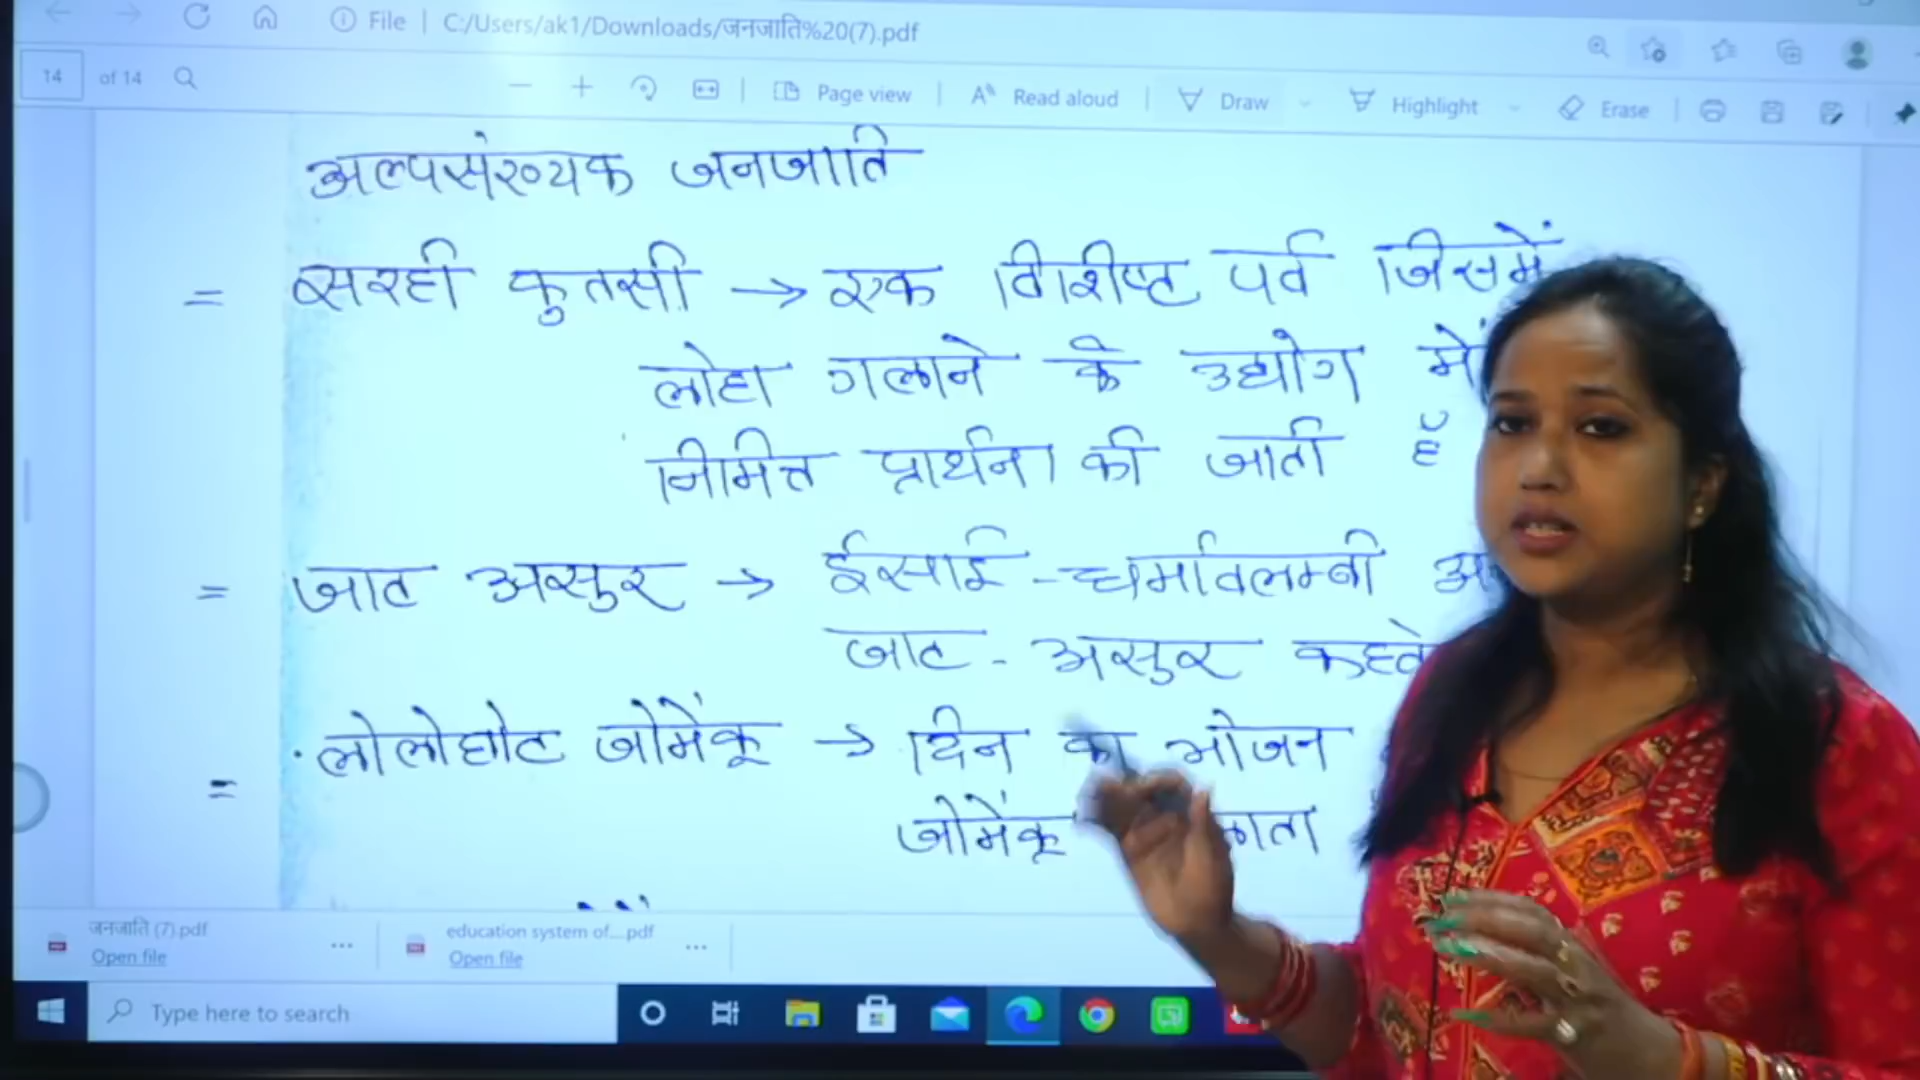 File | C:/Users/ak1/Downloads/जनजाति%20(7).pdf
14 of 14 Page view Read aloud Draw Highlight Erase
अल्पसंख्यक जनजाति
= सरही कुतसी → एक विशिष्ट पर्व जिसमें
लोहा गलाने के उद्योग में
निमित्त प्रार्थना की जाती है
= जाट असुर → ईसाई - धर्मावलम्बी
जाट - असुर कहते
= लोलोघोट जोमेंकू → दिन का भोजन
जोमेंकू
जनजाति (7).pdf ... education system of....pdf ...
Open file Open file
Type here to search